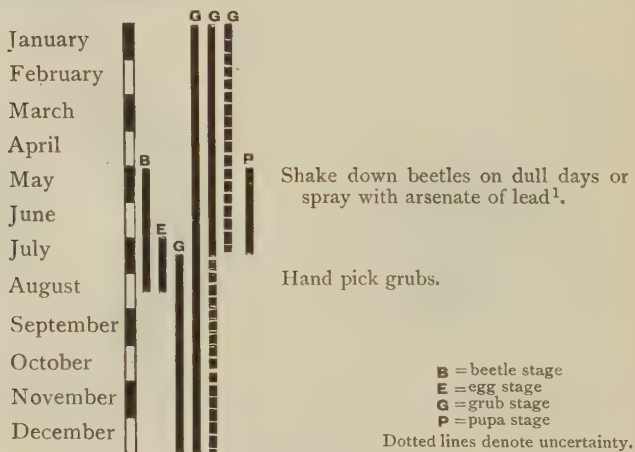 G G G
January
February
March
April
B P
May
Shake down beetles on dull days or
spray with arsenate of lead¹.
June
E
July
G
August
Hand pick grubs.
September
October
November
December
B = beetle stage
E = egg stage
G = grub stage
P = pupa stage
Dotted lines denote uncertainty.